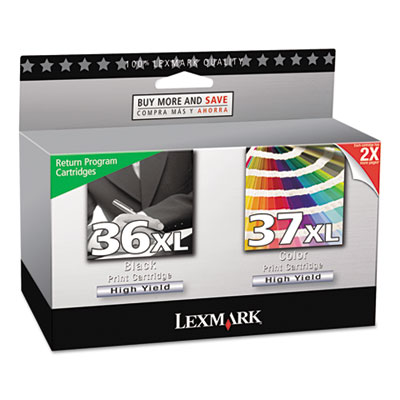 100% LEXMARK QUALITY
BUY MORE AND SAVE
COMPRA MÁS Y AHORRA
Return Program
Cartridges
2X
36XL
Black
Print Cartridge
High Yield
37XL
Color
Print Cartridge
High Yield
LEXMARK